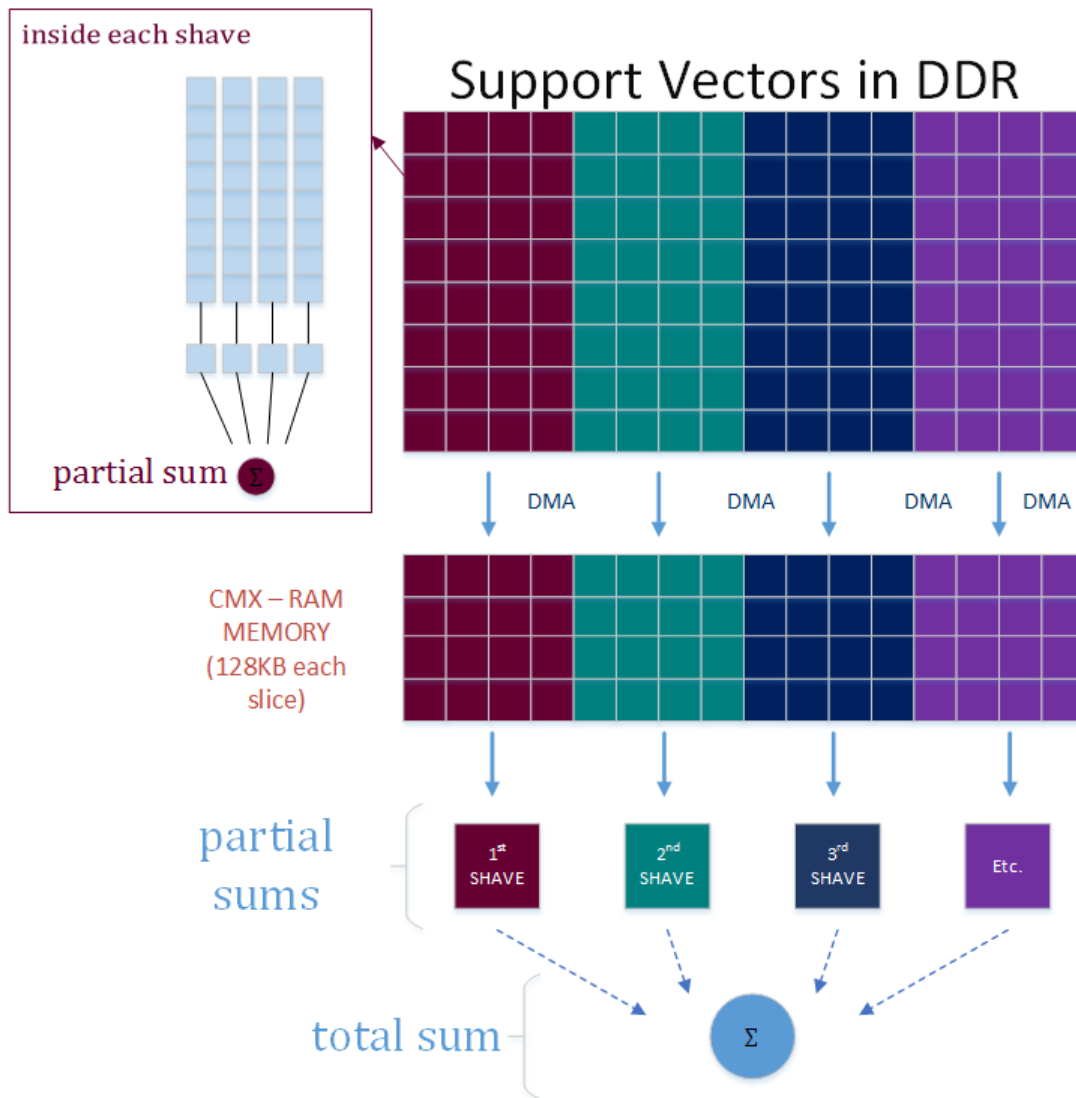 inside each shave
Support Vectors in DDR
partial sum Σ
DMA DMA DMA DMA
CMX – RAM
MEMORY
(128KB each
slice)
partial
sums
1st
SHAVE
2nd
SHAVE
3rd
SHAVE
Etc.
total sum
Σ